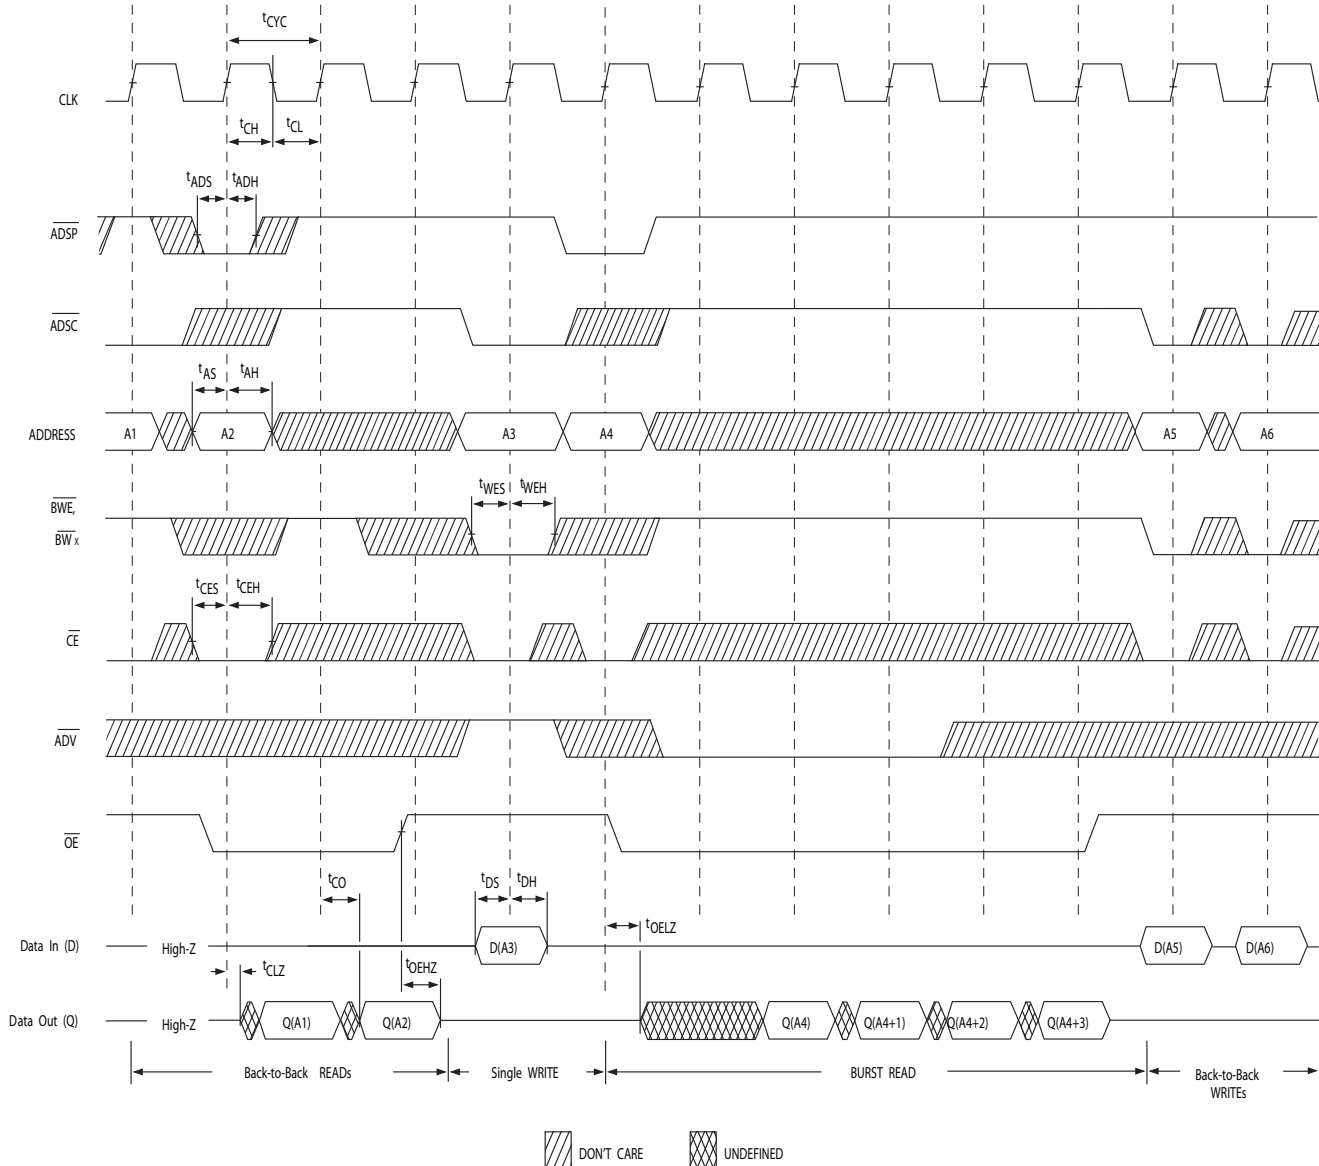 tCYC
CLK
tCH tCL
tADS tADH
ADSP
ADSC
tAS tAH
ADDRESS A1 A2 A3 A4 A5 A6
tWES tWEH
BWE,
BW x
tCES tCEH
CE
ADV
OE
tCO tDS tDH
tOELZ
Data In (D) High-Z D(A3) D(A5) D(A6)
tCLZ tOEHZ
Data Out (Q) High-Z Q(A1) Q(A2) Q(A4) Q(A4+1) Q(A4+2) Q(A4+3)
Back-to-Back READs Single WRITE BURST READ Back-to-Back
WRITEs
DON'T CARE UNDEFINED